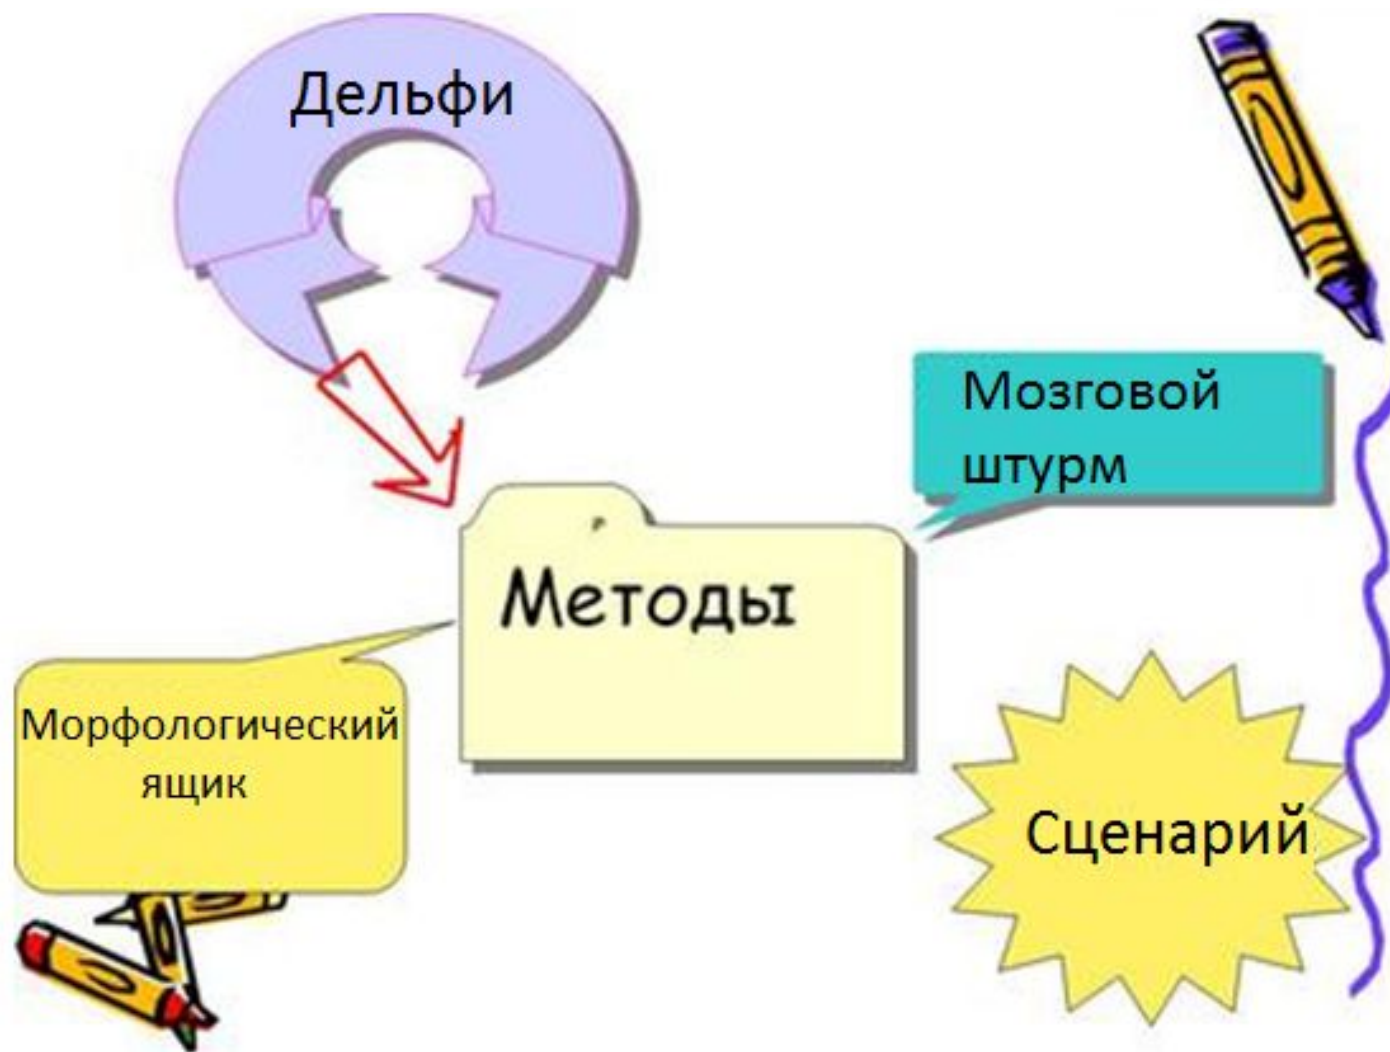 Дельфи
Мозговой
штурм
Методы
Морфологический
ящик
Сценарий